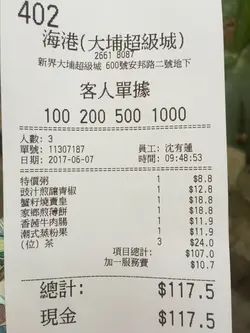 402
海港(大埔超級城)
2661 8087
新界大埔超級城 600號安邦路二號地下
客人單據
100 200 500 1000
人數: 3
單號: 11307187 員工: 沈有蓮
日期: 2017-06-07 時間: 09:48:53
特價粥 1 $8.8
豉汁煎釀青椒 1 $12.8
蟹籽燒賣皇 1 $18.8
家鄉煎薄餅 1 $18.8
香茜牛肉腸 1 $11.9
潮式蒸粉果 1 $11.9
(位) 茶 3 $24.0
項目總計: $107.0
加一服務費 $10.7
總計: $117.5
現金 $117.5